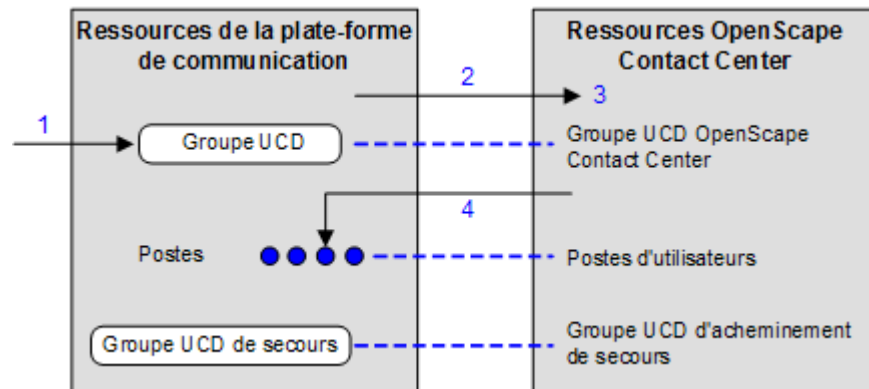 Ressources de la plate-forme
de communication
Ressources OpenScape
Contact Center
1
2
3
Groupe UCD
Groupe UCD OpenScape
Contact Center
4
Postes
Postes d'utilisateurs
Groupe UCD de secours
Groupe UCD d'acheminement
de secours